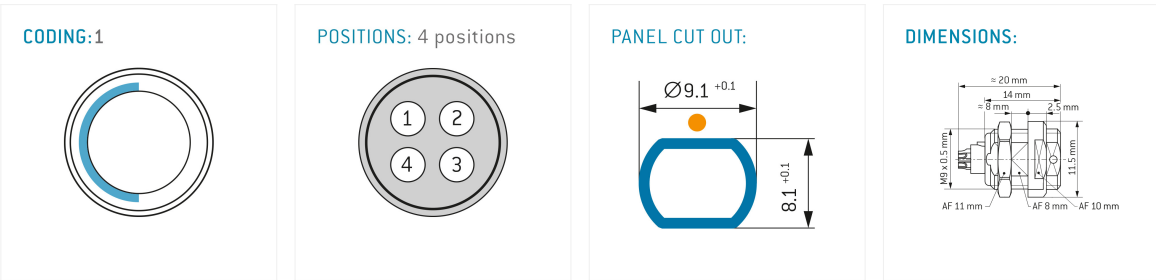 CODING:1
POSITIONS: 4 positions
1 2
4 3
PANEL CUT OUT:
Ø9.1 +0.1
8.1 +0.1
DIMENSIONS:
≈ 20 mm
14 mm
≈ 8 mm
2.5 mm
M9 x 0.5 mm
11.5 mm
AF 11 mm
AF 8 mm
AF 10 mm